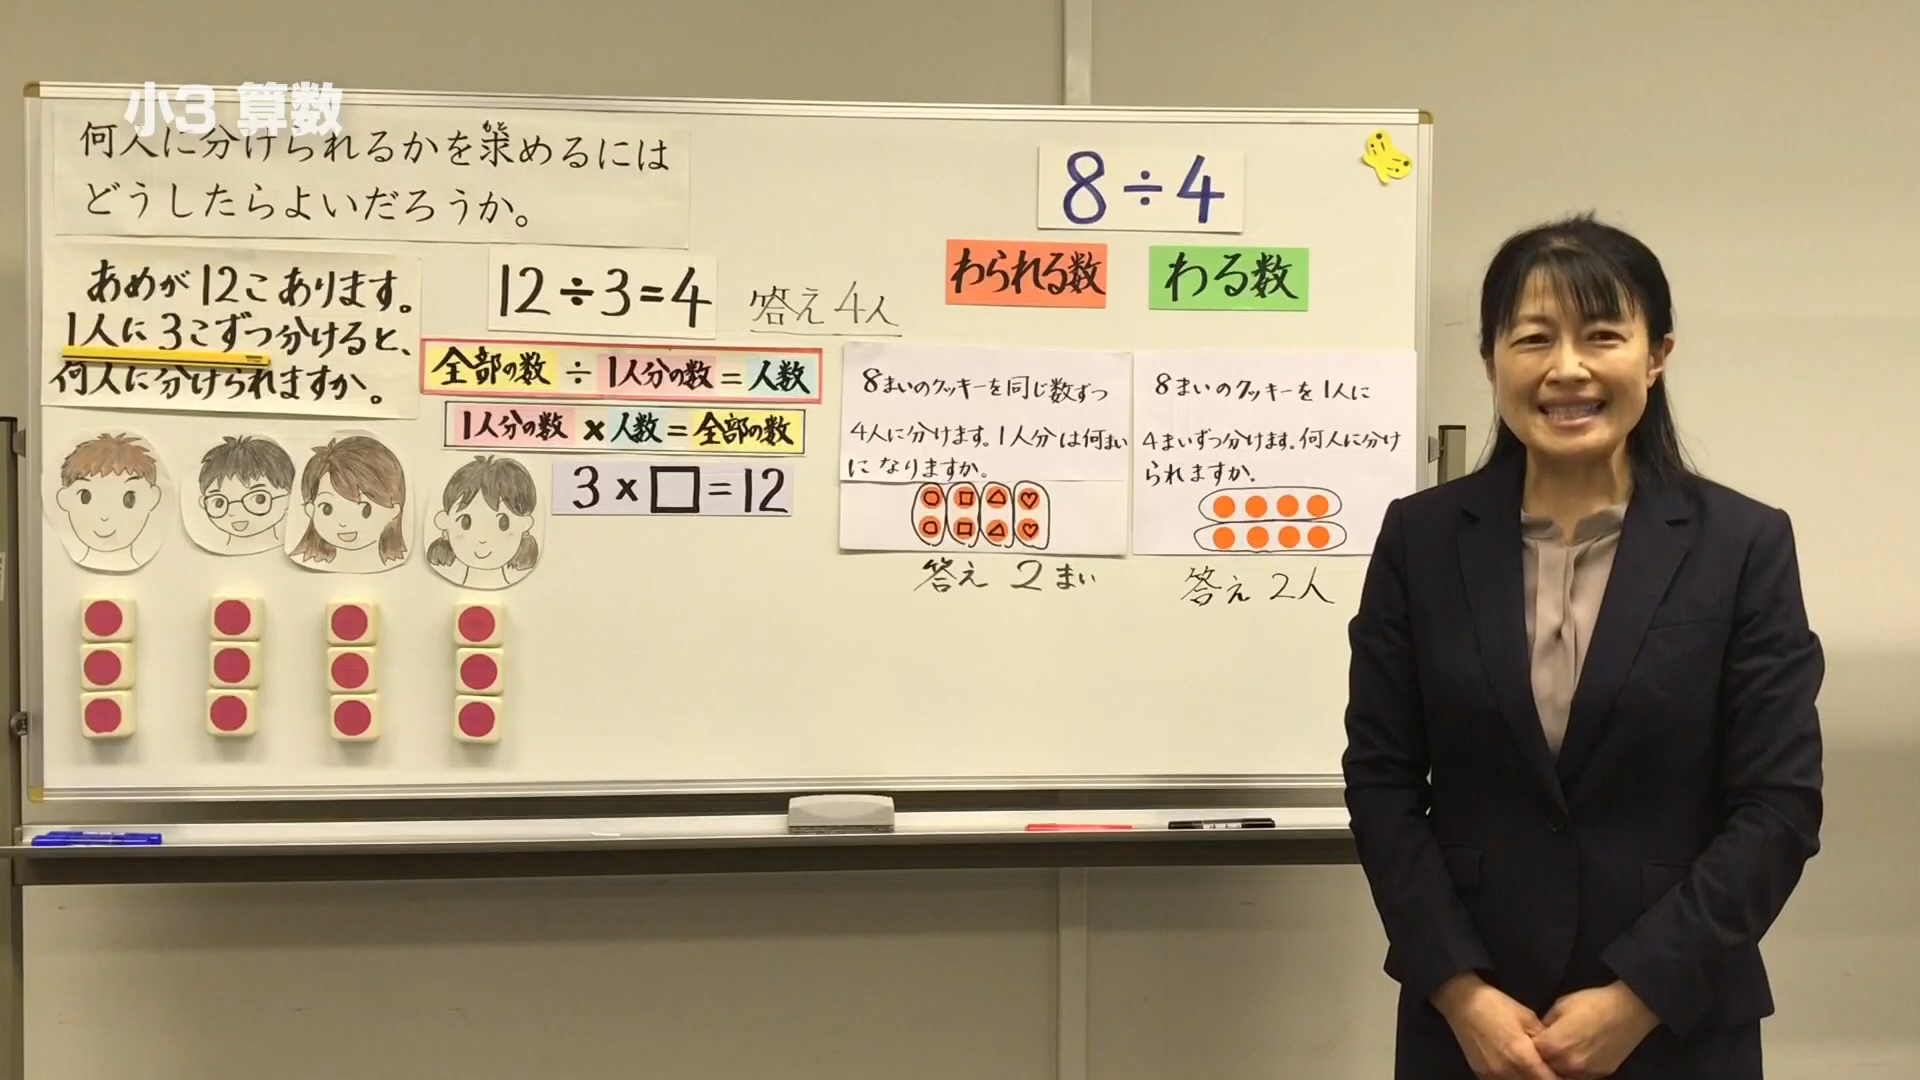 小3 算数
何人に分けられるかを求めるには
もと
どうしたらよいだろうか。
あめが12こあります。
1人に3こずつ分けると、
何人に分けられますか。
12÷3=4
答え 4人
全部の数 ÷ 1人分の数 = 人数
1人分の数 × 人数 = 全部の数
3 × □ = 12
8÷4
わられる数
わる数
8まいのクッキーを同じ数ずつ
4人に分けます。1人分は何まい
になりますか。
答え 2まい
8まいのクッキーを1人に
4まいずつ分けます。何人に分け
られますか。
答え 2人